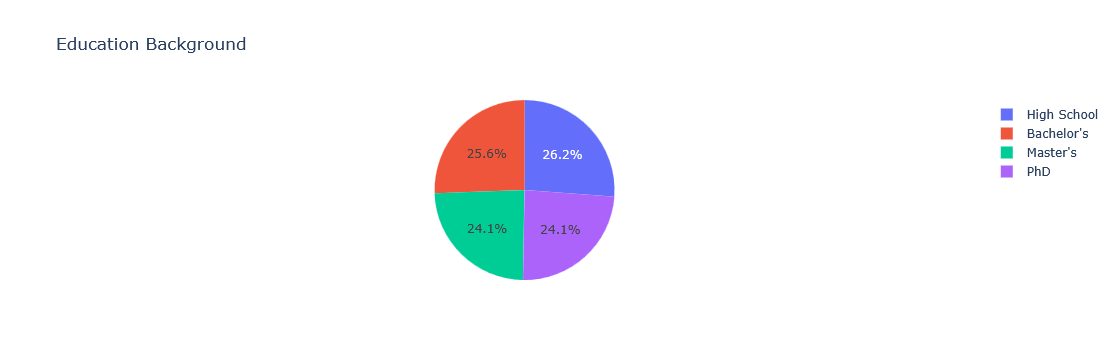 Education Background
High School
Bachelor's
Master's
PhD
25.6%
26.2%
24.1%
24.1%